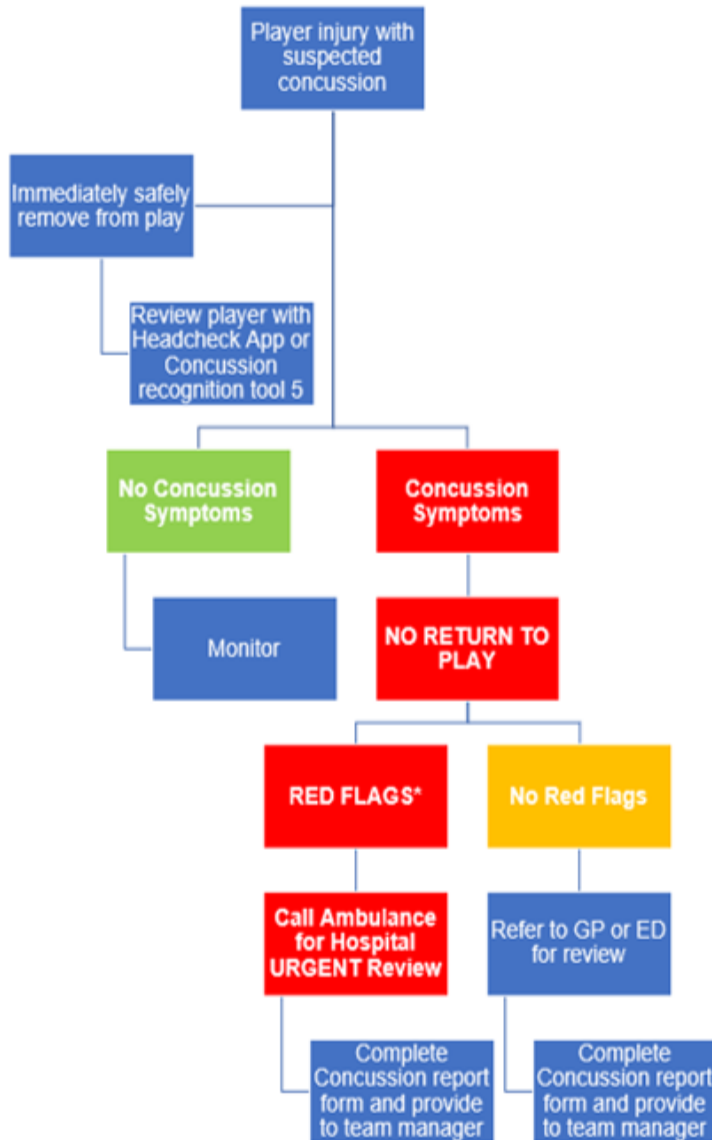 Player injury with
suspected
concussion
Immediately safely
remove from play
Review player with
Headcheck App or
Concussion
recognition tool 5
No Concussion
Symptoms
Concussion
Symptoms
Monitor
NO RETURN TO
PLAY
RED FLAGS*
No Red Flags
Call Ambulance
for Hospital
URGENT Review
Refer to GP or ED
for review
Complete
Concussion report
form and provide
to team manager
Complete
Concussion report
form and provide
to team manager